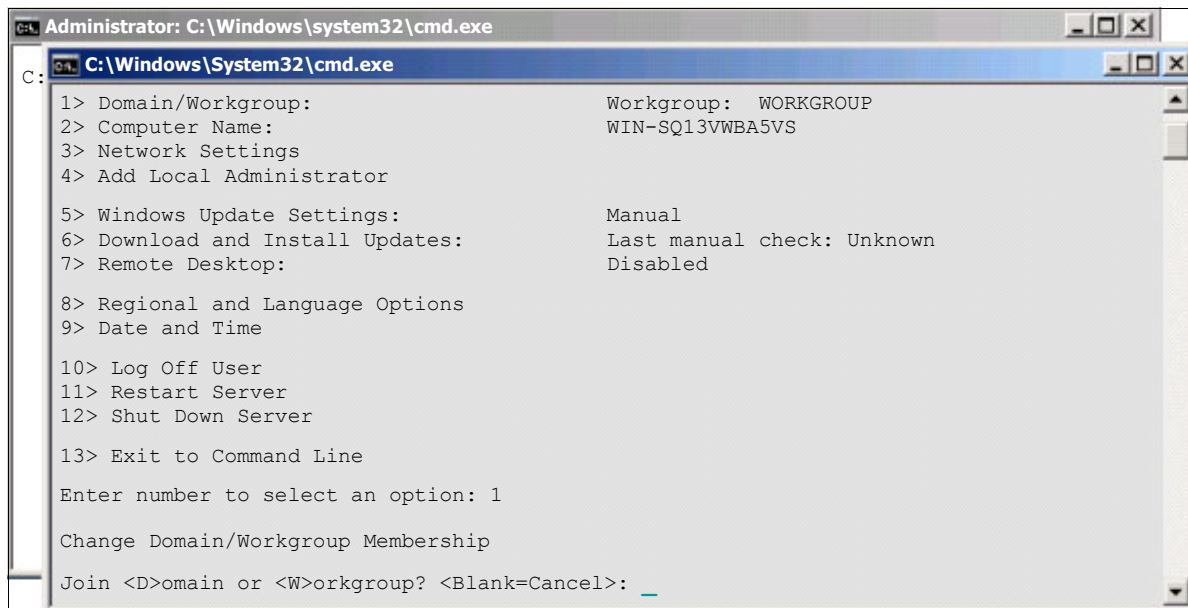 Administrator: C:\Windows\system32\cmd.exe
C:
C:\Windows\System32\cmd.exe
1> Domain/Workgroup: Workgroup: WORKGROUP
2> Computer Name: WIN-SQ13VWBA5VS
3> Network Settings
4> Add Local Administrator
5> Windows Update Settings: Manual
6> Download and Install Updates: Last manual check: Unknown
7> Remote Desktop: Disabled
8> Regional and Language Options
9> Date and Time
10> Log Off User
11> Restart Server
12> Shut Down Server
13> Exit to Command Line
Enter number to select an option: 1
Change Domain/Workgroup Membership
Join <D>omain or <W>orkgroup? <Blank=Cancel>: _